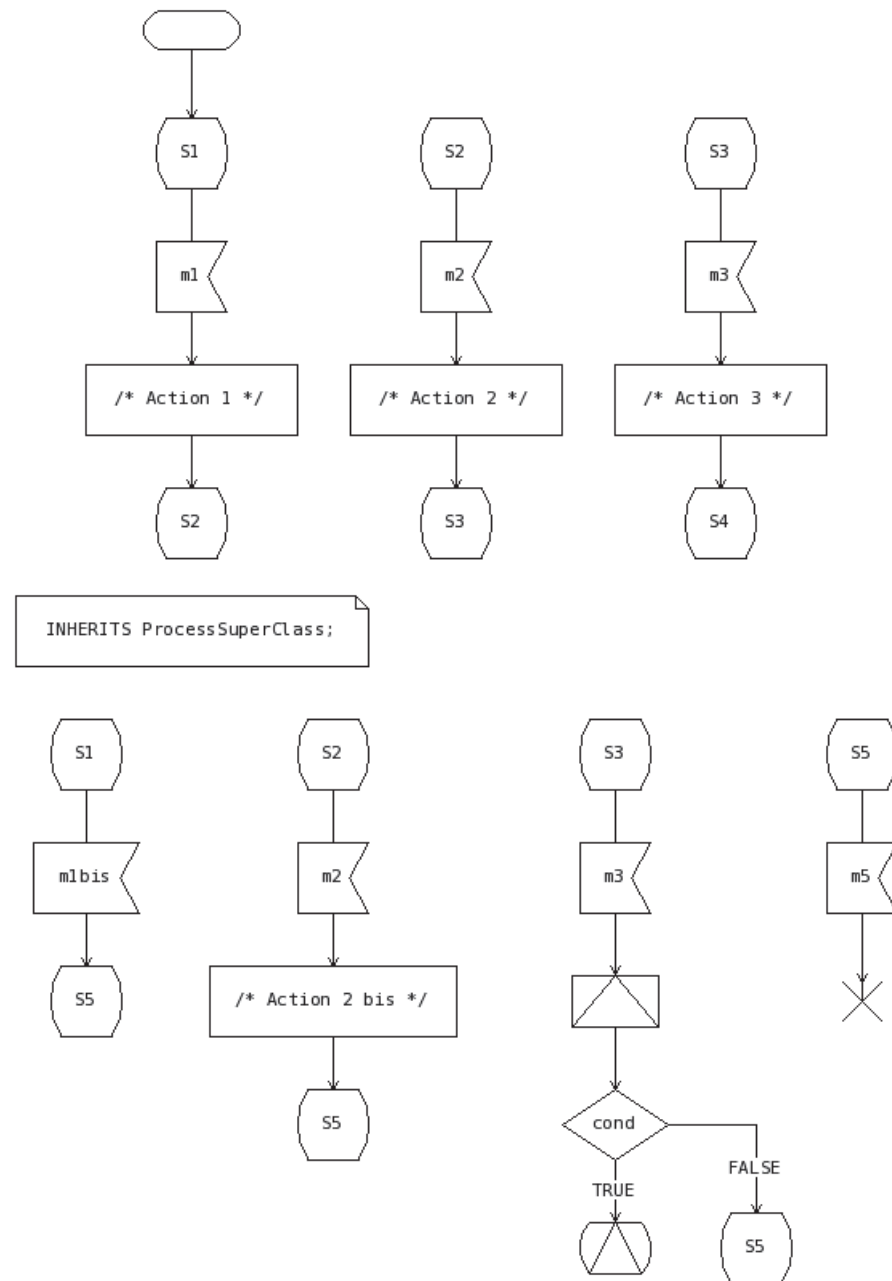 S1 S2 S3
m1 m2 m3
/* Action 1 */ /* Action 2 */ /* Action 3 */
S2 S3 S4
INHERITS ProcessSuperClass;
S1 S2 S3 S5
m1bis m2 m3 m5
S5 /* Action 2 bis */
S5 cond
FALSE
TRUE
S5